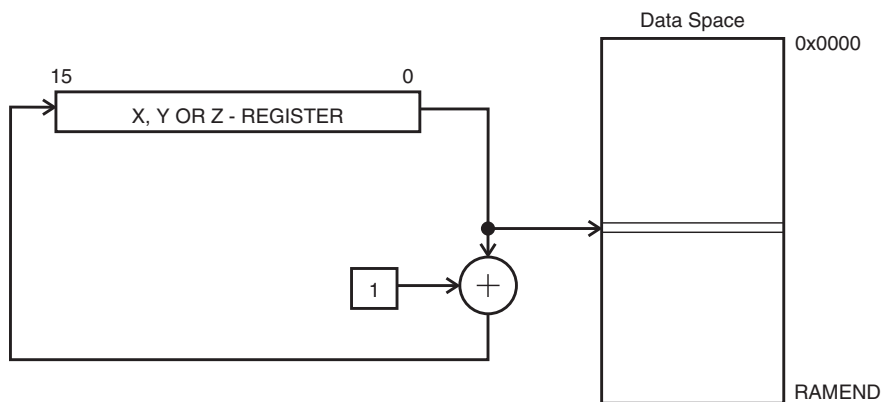 Data Space
0x0000
15
0
X, Y OR Z - REGISTER
1
+
RAMEND